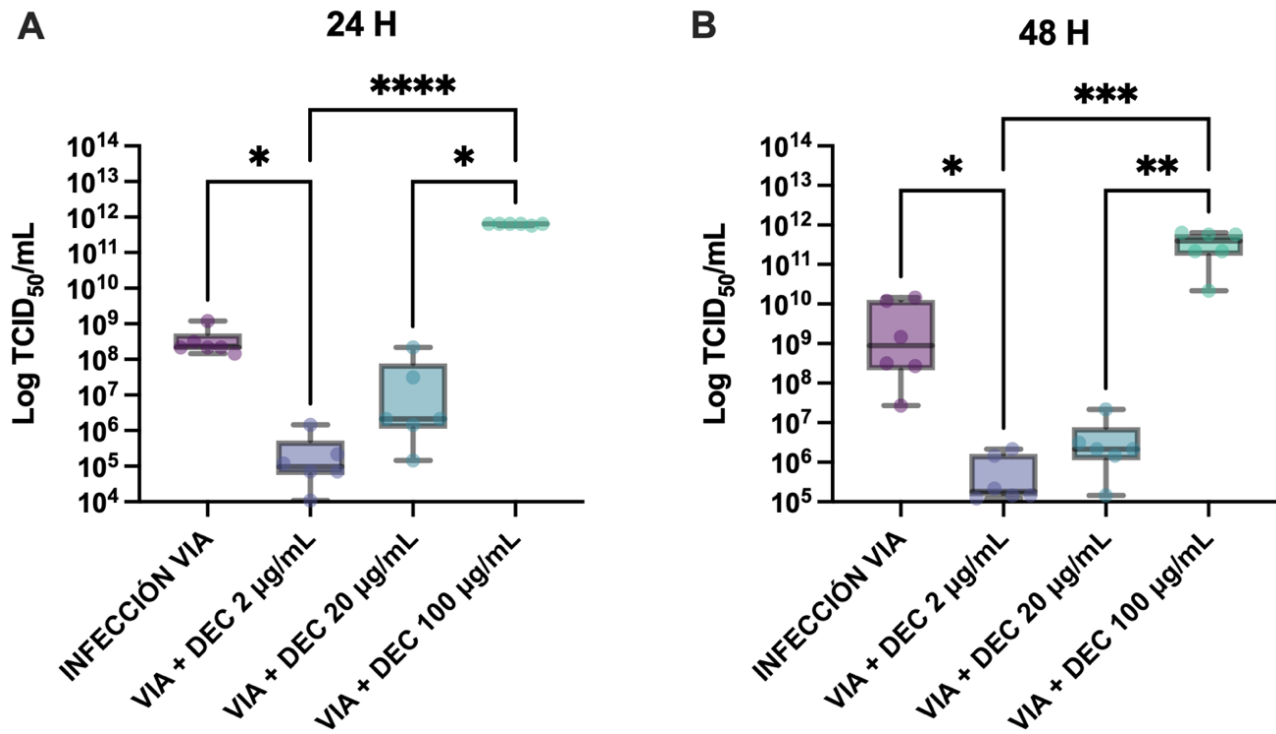 A
24 H
****
*
*
Log TCID50/mL
10^14
10^13
10^12
10^11
10^10
10^9
10^8
10^7
10^6
10^5
10^4
INFECCIÓN VIA
VIA + DEC 2 µg/mL
VIA + DEC 20 µg/mL
VIA + DEC 100 µg/mL
B
48 H
***
*
**
Log TCID50/mL
10^14
10^13
10^12
10^11
10^10
10^9
10^8
10^7
10^6
10^5
INFECCIÓN VIA
VIA + DEC 2 µg/mL
VIA + DEC 20 µg/mL
VIA + DEC 100 µg/mL